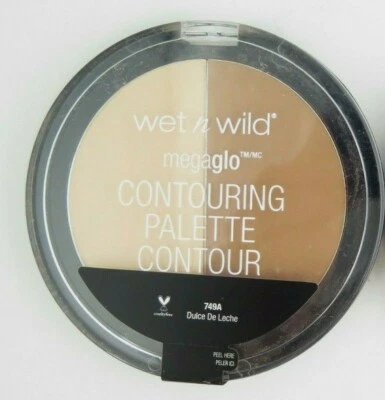 wet n wild®
megaglo™/MC
CONTOURING
PALETTE
CONTOUR
749A
Dulce De Leche
PEEL HERE
PELER ICI